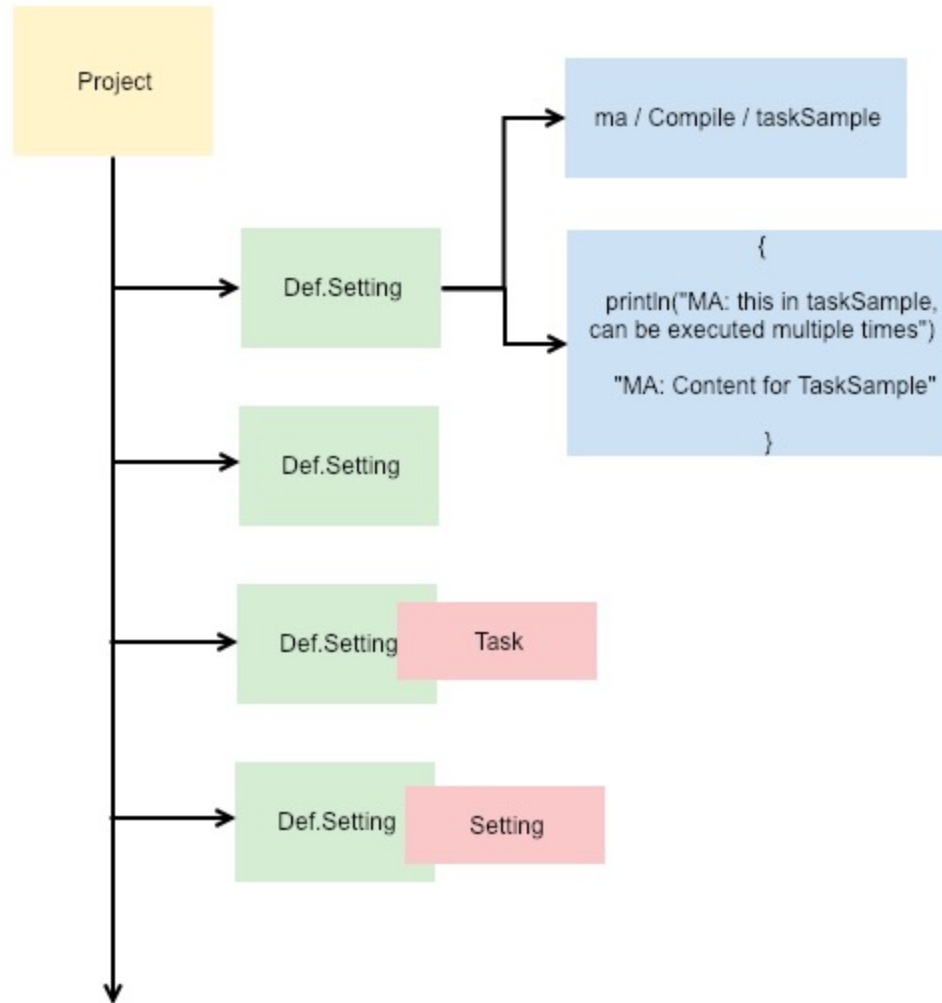 Project
ma / Compile / taskSample
Def.Setting
{
println("MA: this in taskSample,
can be executed multiple times")
"MA: Content for TaskSample"
}
Def.Setting
Def.Setting
Task
Def.Setting
Setting